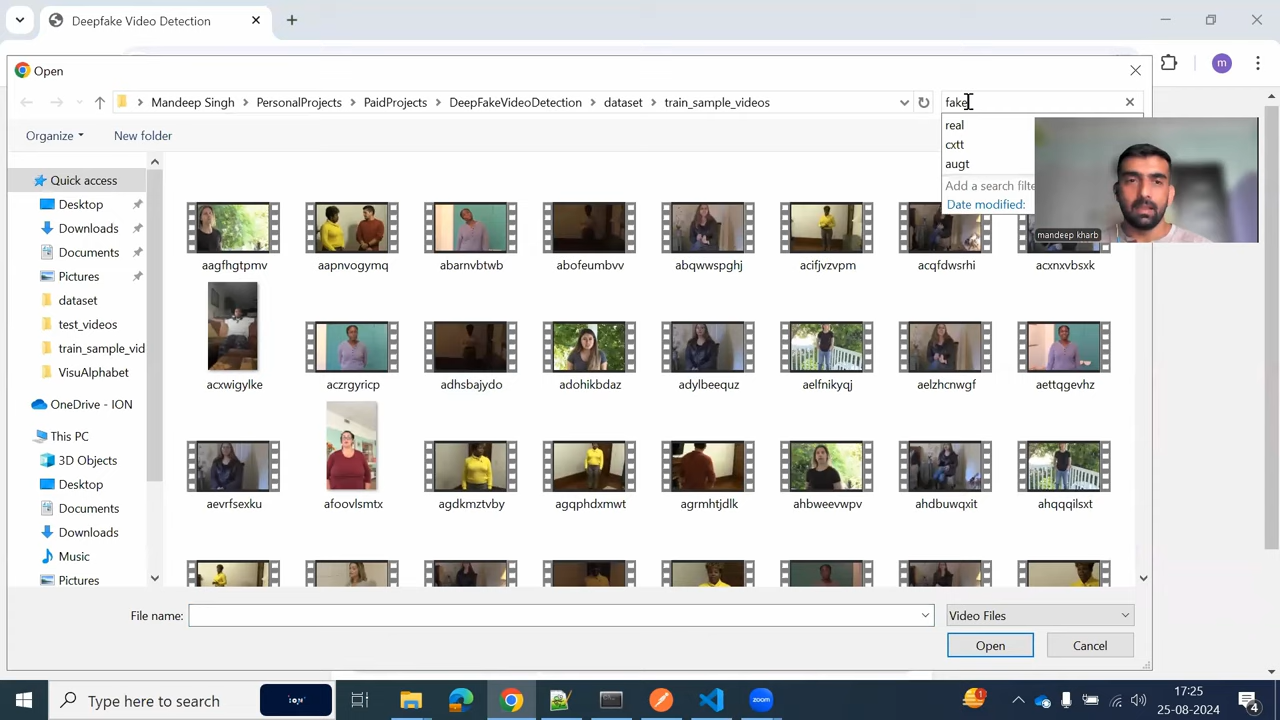 Deepfake Video Detection
m
Open
Mandeep Singh
PersonalProjects
PaidProjects
DeepFakeVideoDetection
dataset
train_sample_videos
fake
Organize
New folder
real
cxtt
augt
Add a search filte
Date modified:
mandeep kharb
Quick access
Desktop
Downloads
Documents
Pictures
dataset
test_videos
train_sample_vid
VisuAlphabet
OneDrive - ION
This PC
3D Objects
Desktop
Documents
Downloads
Music
Pictures
aagfhgtpmv
aapnvogymq
abarnvbtwb
abofeumbvv
abqwwspghj
acifjvzvpm
acqfdwsrhi
acxnxvbsxk
acxwigylke
aczrgyricp
adhsbajydo
adohikbdaz
adylbeequz
aelfnikyqj
aelzhcnwgf
aettqgevhz
aevrfsexku
afoovlsmtx
agdkmztvby
agqphdxmwt
agrmhtjdlk
ahbweevwpv
ahdbuwqxit
ahqqqilsxt
File name:
Video Files
Open
Cancel
Type here to search
ION
zoom
1
17:25
25-08-2024
4